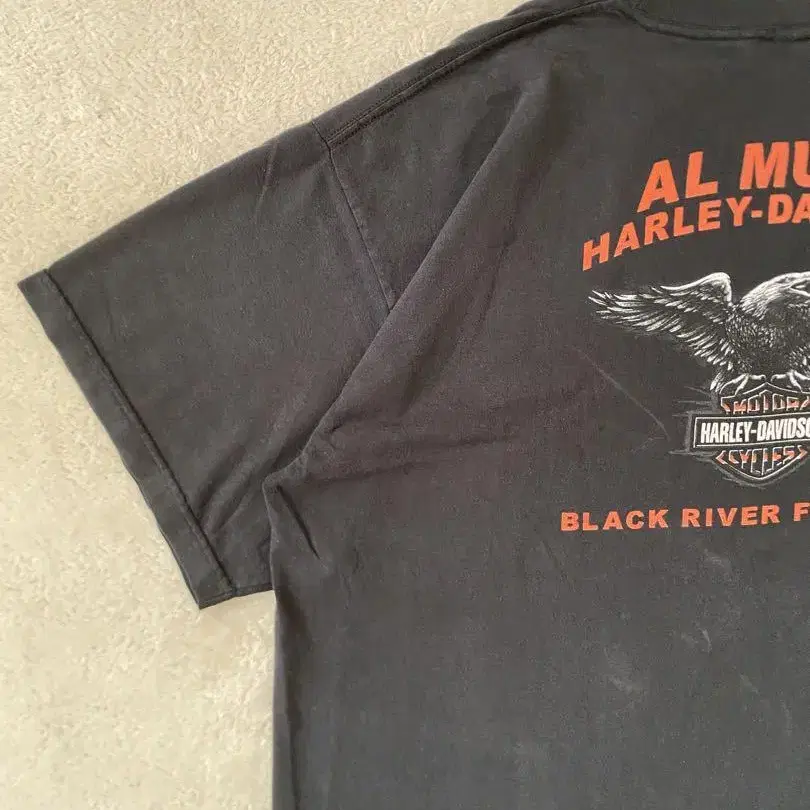 AL MU
HARLEY-DA
MOTOR
HARLEY-DAVIDSO
CYCLES
BLACK RIVER F